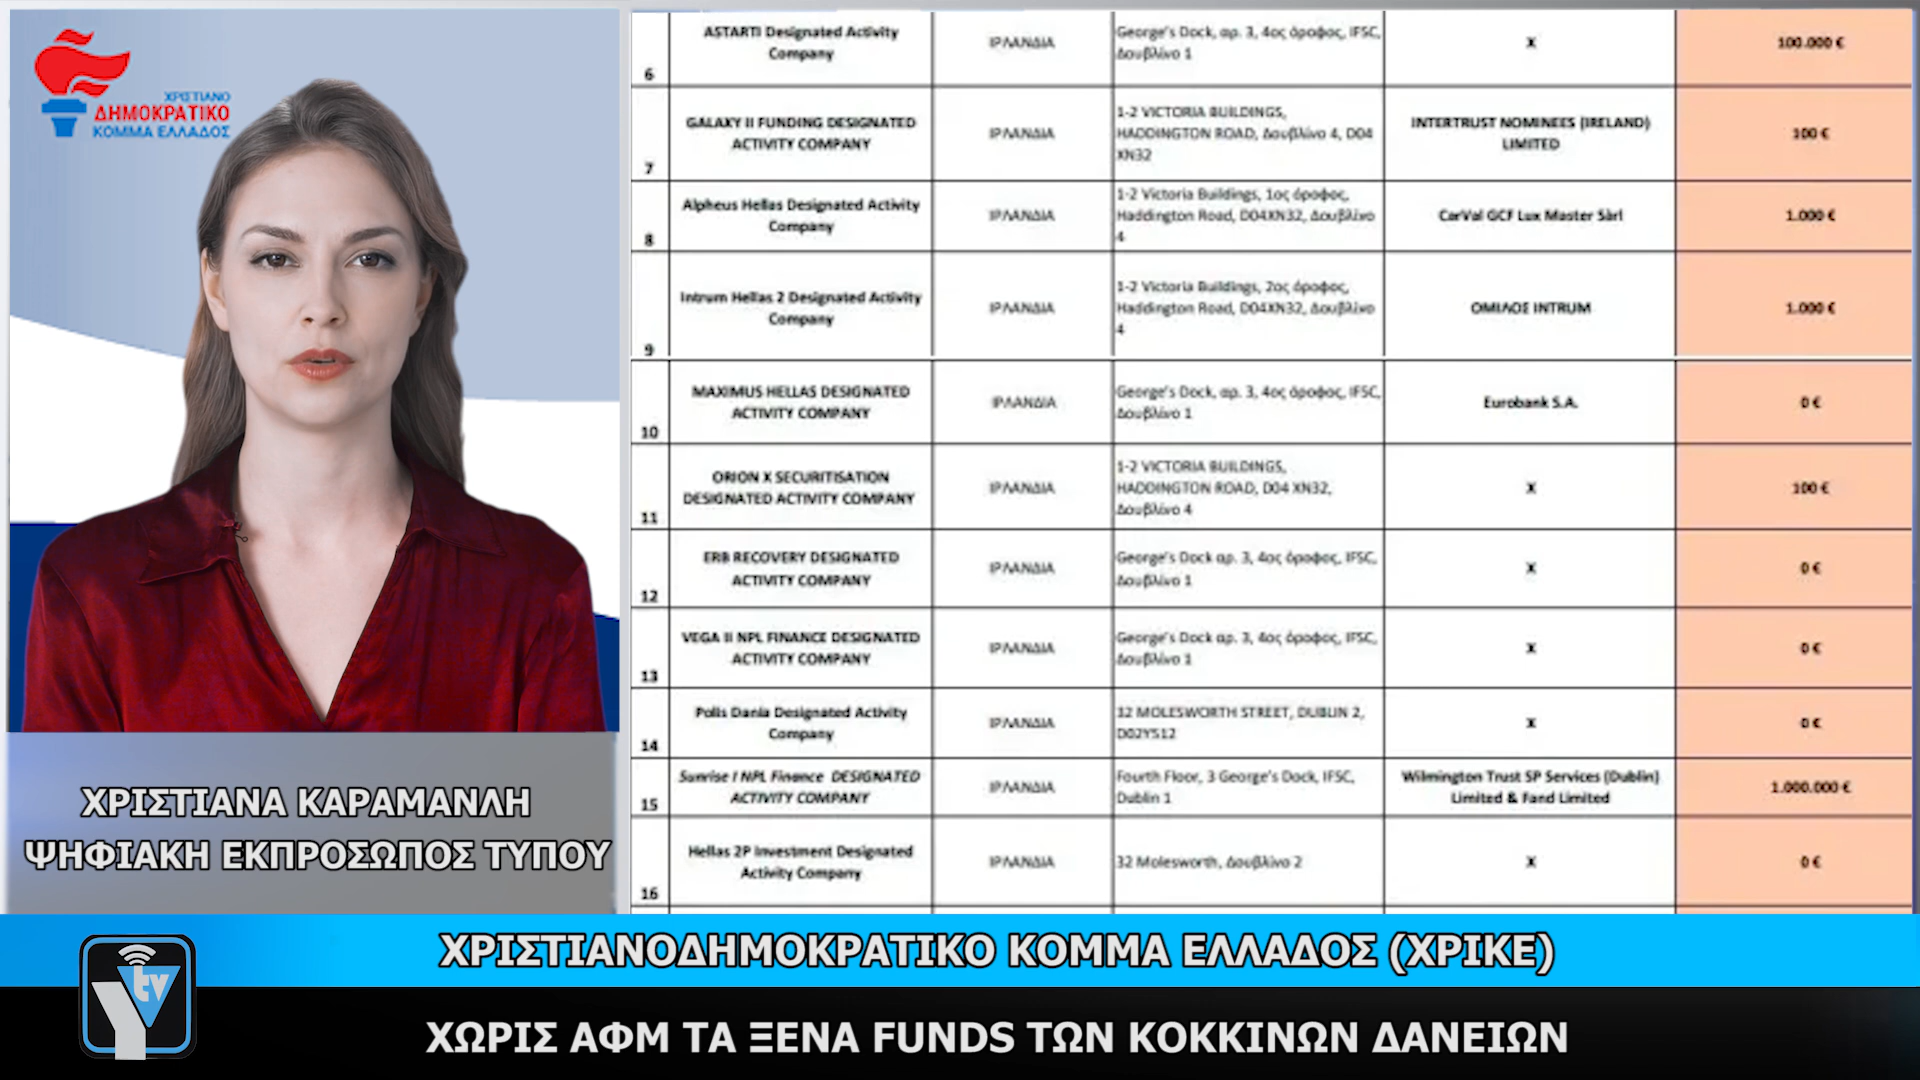 ΧΡΙΣΤΙΑΝΟ
ΔΗΜΟΚΡΑΤΙΚΟ
ΚΟΜΜΑ ΕΛΛΑΔΟΣ
ΧΡΙΣΤΙΑΝΑ ΚΑΡΑΜΑΝΛΗ
ΨΗΦΙΑΚΗ ΕΚΠΡΟΣΩΠΟΣ ΤΥΠΟΥ
6
ASTARTI Designated Activity
Company
ΙΡΛΑΝΔΙΑ
George's Dock, αρ. 3, 4ος όροφος, IFSC,
Δουβλίνο 1
X
100.000 €
7
GALAXY II FUNDING DESIGNATED
ACTIVITY COMPANY
ΙΡΛΑΝΔΙΑ
1-2 VICTORIA BUILDINGS,
HADDINGTON ROAD, Δουβλίνο 4, D04
XN32
INTERTRUST NOMINEES (IRELAND)
LIMITED
100 €
8
Alpheus Hellas Designated Activity
Company
ΙΡΛΑΝΔΙΑ
1-2 Victoria Buildings, 1ος όροφος,
Haddington Road, D04XN32, Δουβλίνο
4
CarVal GCF Lux Master Sàrl
1.000 €
9
Intrum Hellas 2 Designated Activity
Company
ΙΡΛΑΝΔΙΑ
1-2 Victoria Buildings, 2ος όροφος,
Haddington Road, D04XN32, Δουβλίνο
4
ΟΜΙΛΟΣ INTRUM
1.000 €
10
MAXIMUS HELLAS DESIGNATED
ACTIVITY COMPANY
ΙΡΛΑΝΔΙΑ
George's Dock, αρ. 3, 4ος όροφος, IFSC,
Δουβλίνο 1
Eurobank S.A.
0 €
11
ORION X SECURITISATION
DESIGNATED ACTIVITY COMPANY
ΙΡΛΑΝΔΙΑ
1-2 VICTORIA BUILDINGS,
HADDINGTON ROAD, D04 XN32,
Δουβλίνο 4
X
100 €
12
ERB RECOVERY DESIGNATED
ACTIVITY COMPANY
ΙΡΛΑΝΔΙΑ
George's Dock αρ. 3, 4ος όροφος, IFSC,
Δουβλίνο 1
X
0 €
13
VEGA II NPL FINANCE DESIGNATED
ACTIVITY COMPANY
ΙΡΛΑΝΔΙΑ
George's Dock αρ. 3, 4ος όροφος, IFSC,
Δουβλίνο 1
X
0 €
14
Polis Dania Designated Activity
Company
ΙΡΛΑΝΔΙΑ
32 MOLESWORTH STREET, DUBLIN 2,
D02Y512
X
0 €
15
Sunrise I NPL Finance DESIGNATED
ACTIVITY COMPANY
ΙΡΛΑΝΔΙΑ
Fourth Floor, 3 George's Dock, IFSC,
Dublin 1
Wilmington Trust SP Services (Dublin)
Limited & Fand Limited
1.000.000 €
16
Hellas 2P Investment Designated
Activity Company
ΙΡΛΑΝΔΙΑ
32 Molesworth, Δουβλίνο 2
X
0 €
ΧΡΙΣΤΙΑΝΟΔΗΜΟΚΡΑΤΙΚΟ ΚΟΜΜΑ ΕΛΛΑΔΟΣ (ΧΡΙΚΕ)
Y tv
ΧΩΡΙΣ ΑΦΜ ΤΑ ΞΕΝΑ FUNDS ΤΩΝ ΚΟΚΚΙΝΩΝ ΔΑΝΕΙΩΝ